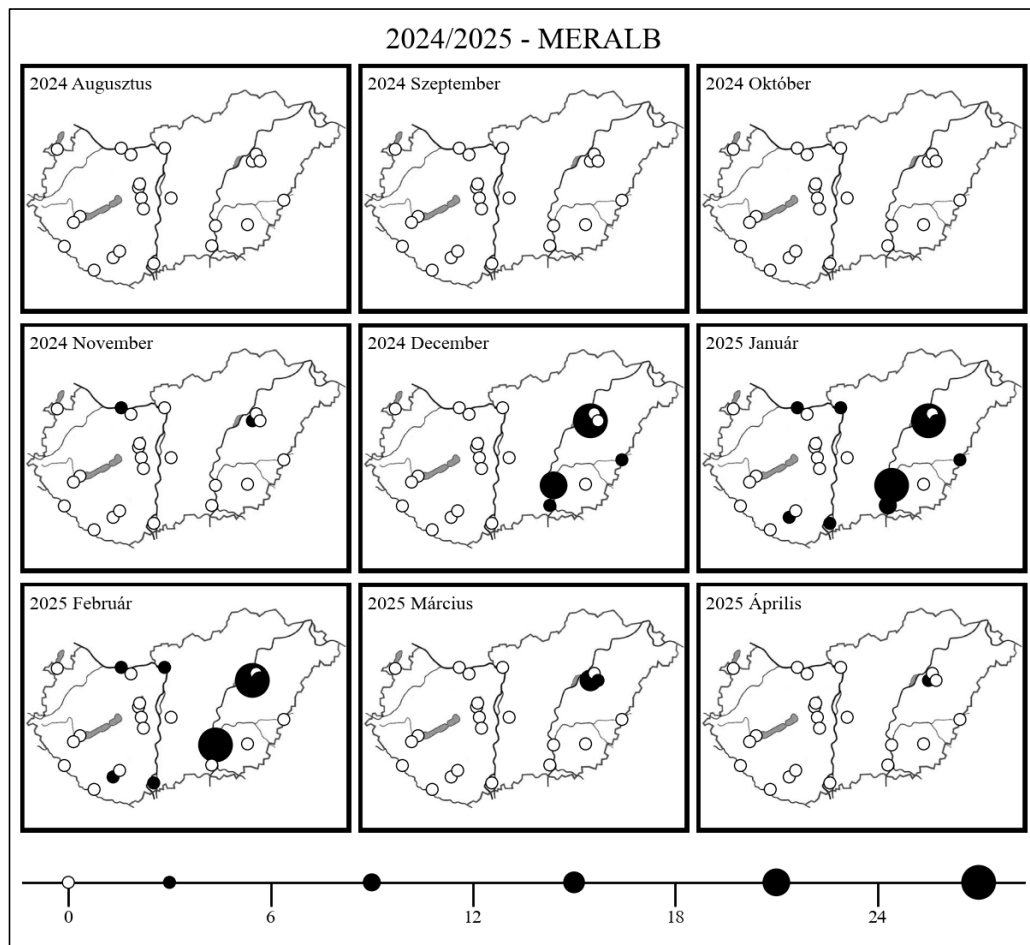 2024/2025 - MERALB
2024 Augusztus
2024 Szeptember
2024 Október
2024 November
2024 December
2025 Január
2025 Február
2025 Március
2025 Április
0 6 12 18 24